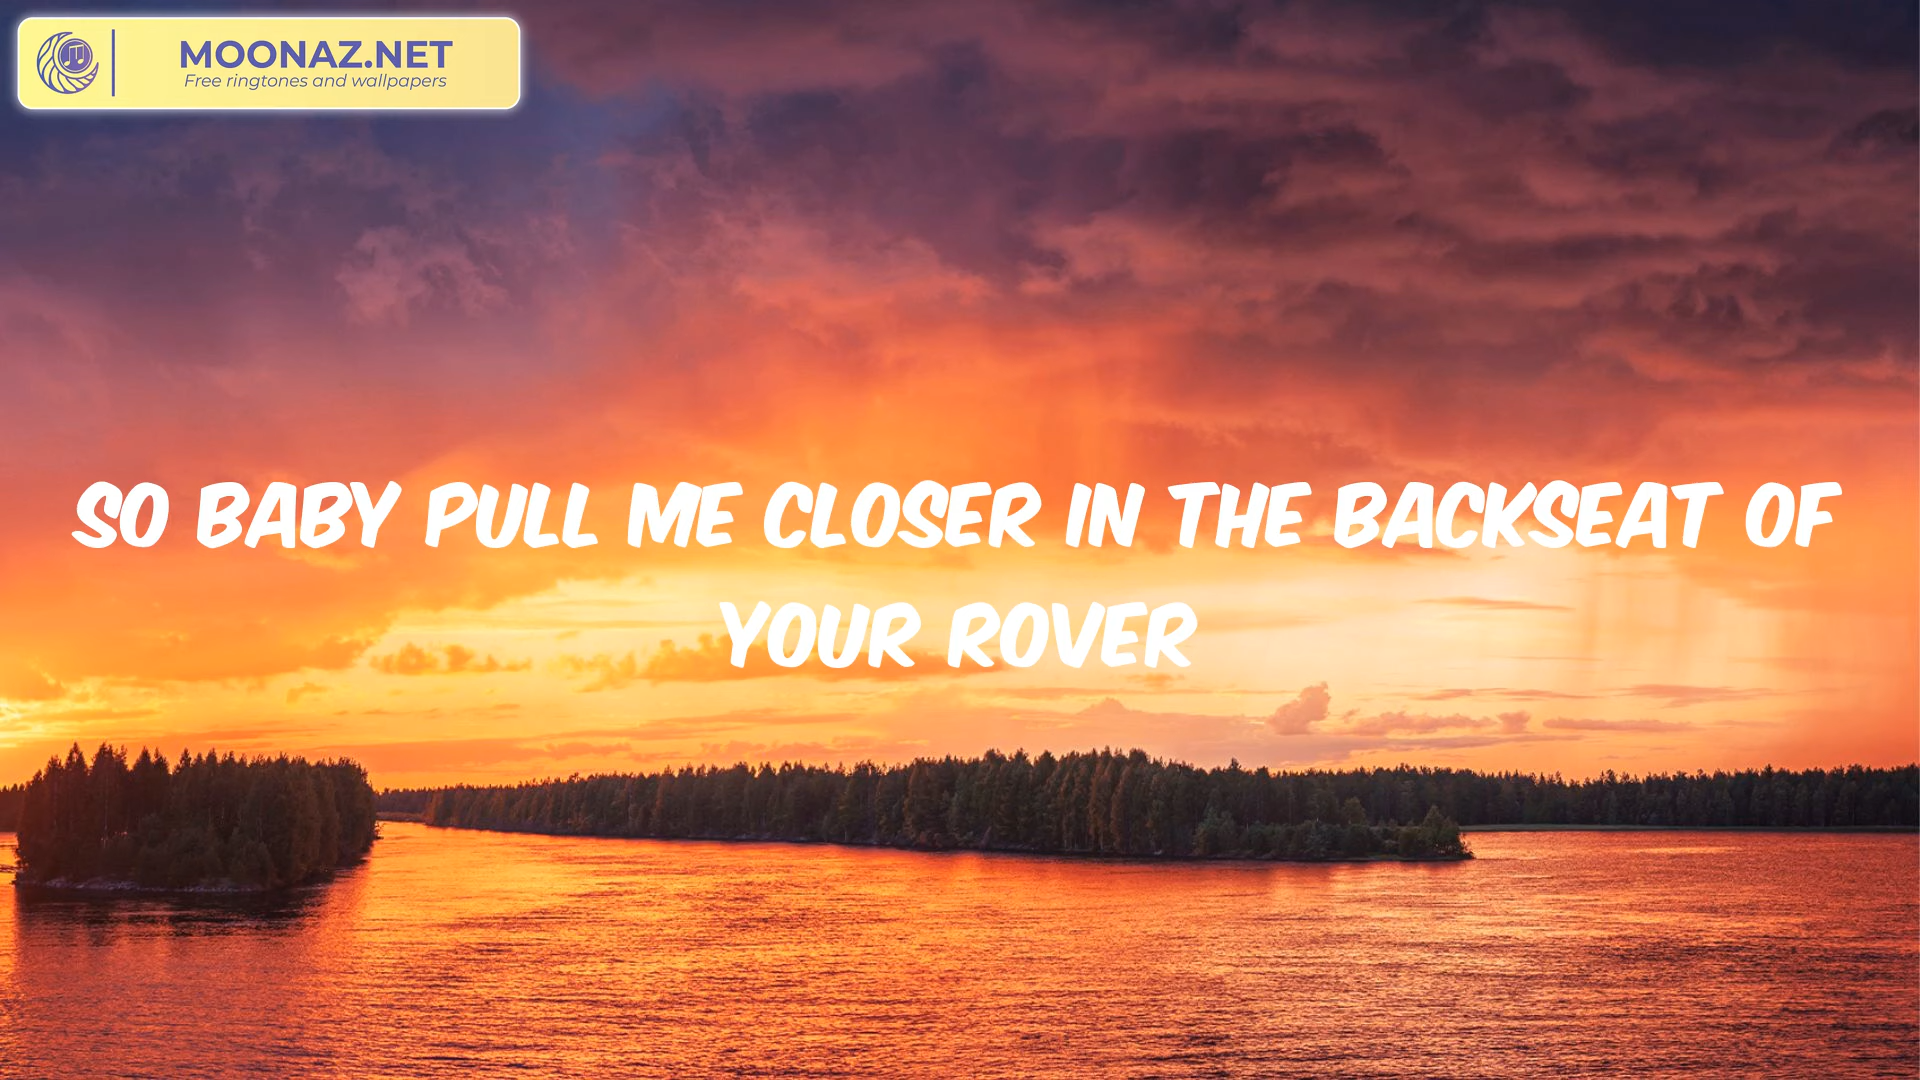 MOONAZ.NET
Free ringtones and wallpapers
SO BABY PULL ME CLOSER IN THE BACKSEAT OF
YOUR ROVER